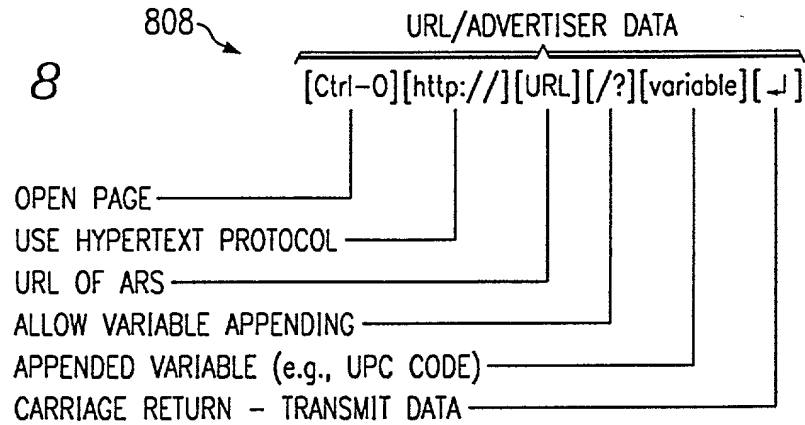 808
URL/ADVERTISER DATA
8
[Ctrl-O][http://][URL][/?][variable][↵]
OPEN PAGE
USE HYPERTEXT PROTOCOL
URL OF ARS
ALLOW VARIABLE APPENDING
APPENDED VARIABLE (e.g., UPC CODE)
CARRIAGE RETURN - TRANSMIT DATA